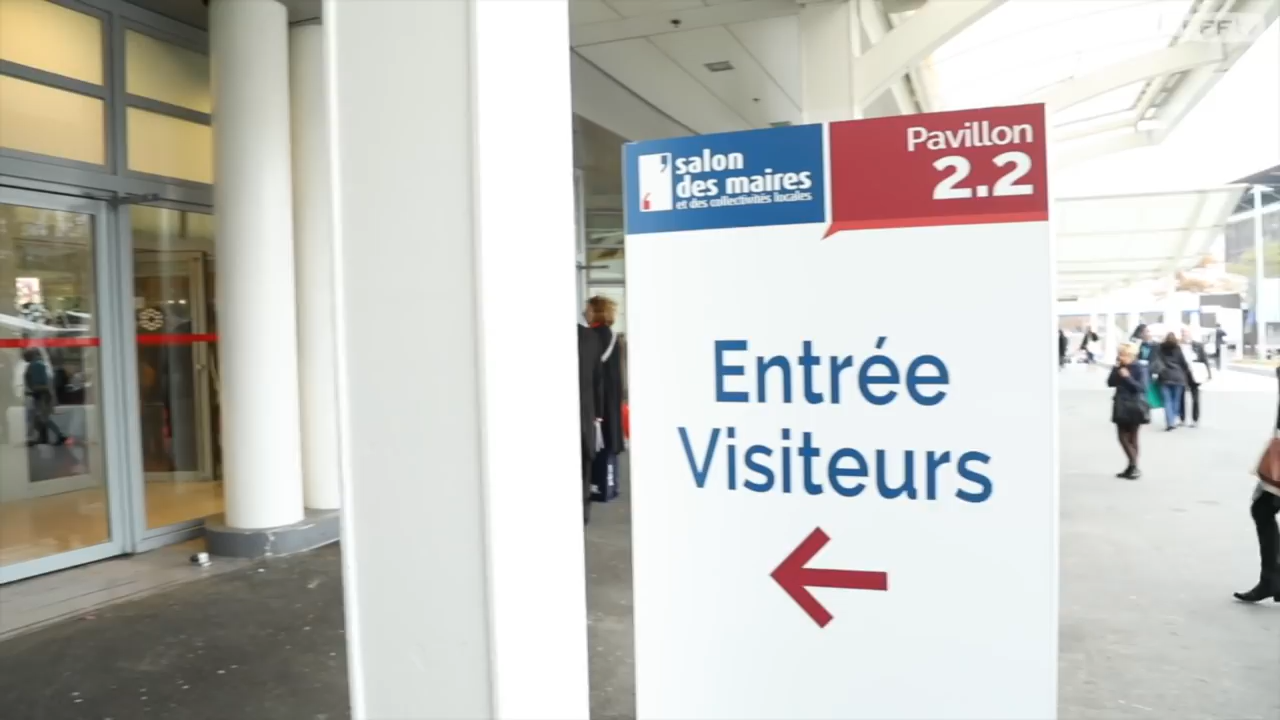 salon
des maires
et des collectivités locales
Pavillon
2.2
Entrée
Visiteurs